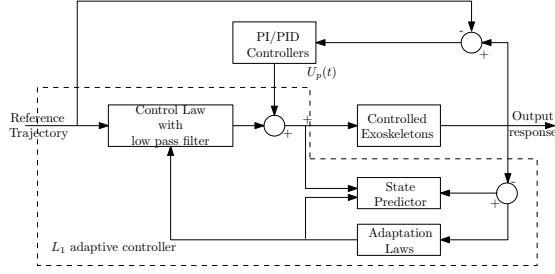 -
PI/PID
Controllers
+
U_p(t)
Reference
Trajectory
Control Law
with
low pass filter
+
+
Controlled
Exoskeletons
Output
response
State
Predictor
-
+
Adaptation
Laws
L_1 adaptive controller